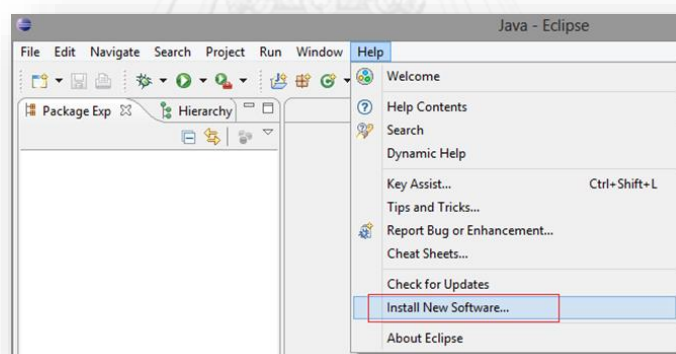 Java - Eclipse
File Edit Navigate Search Project Run Window Help
Package Exp Hierarchy
Welcome
Help Contents
Search
Dynamic Help
Key Assist... Ctrl+Shift+L
Tips and Tricks...
Report Bug or Enhancement...
Cheat Sheets...
Check for Updates
Install New Software...
About Eclipse